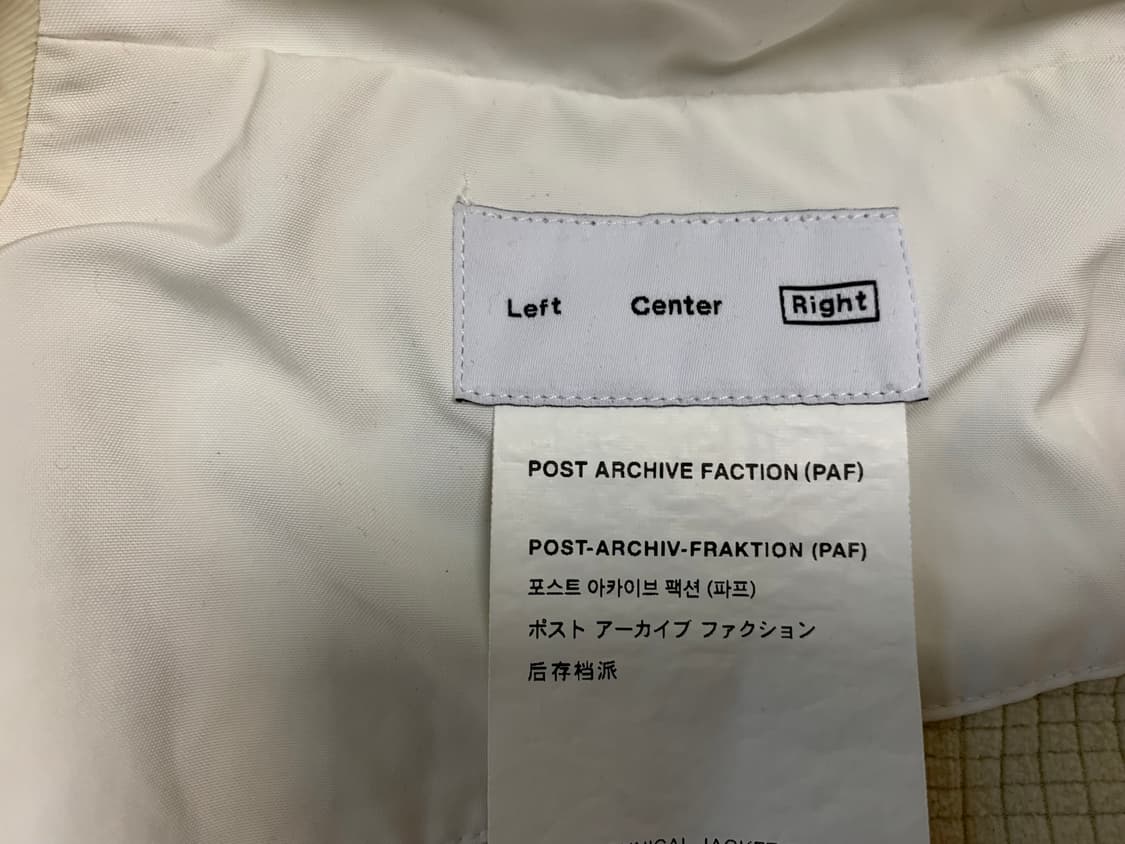 Left Center Right
POST ARCHIVE FACTION (PAF)
POST-ARCHIV-FRAKTION (PAF)
포스트 아카이브 팩션 (파프)
ポスト アーカイブ ファクション
后存档派
JACKET